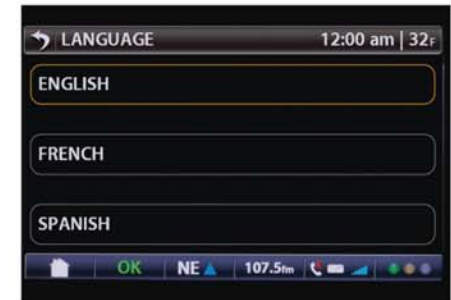 LANGUAGE 12:00 am | 32F
ENGLISH
FRENCH
SPANISH
OK NE 107.5fm